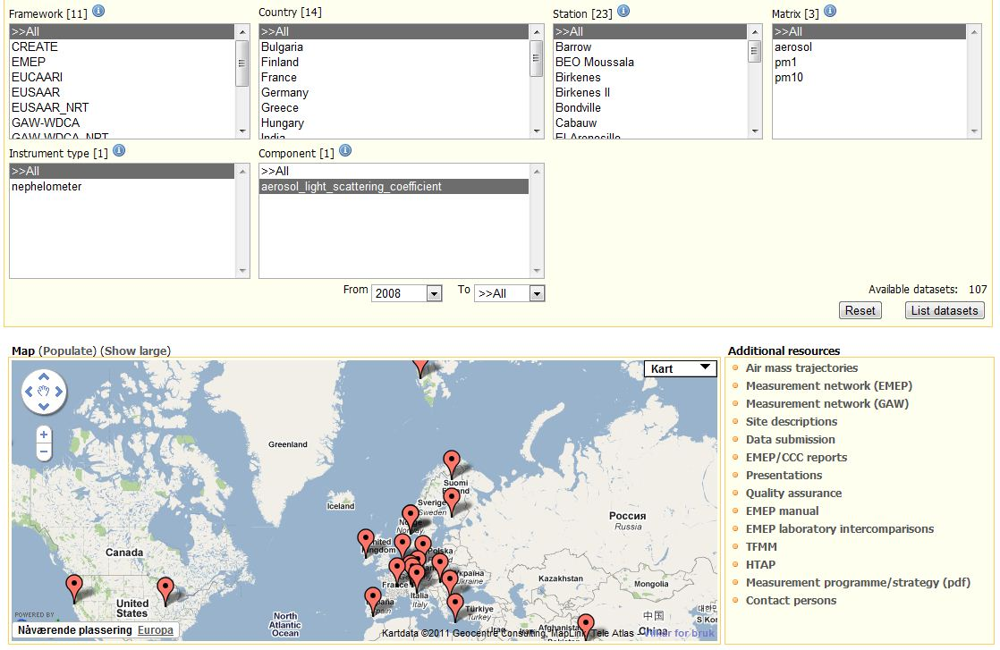 Framework [11]
>>All
CREATE
EMEP
EUCAARI
EUSAAR
EUSAAR_NRT
GAW-WDCA
GAW-WDCA_NRT
Country [14]
>>All
Bulgaria
Finland
France
Germany
Greece
Hungary
India
Station [23]
>>All
Barrow
BEO Moussala
Birkenes
Birkenes II
Bondville
Cabauw
El Arenosillo
Matrix [3]
>>All
aerosol
pm1
pm10
Instrument type [1]
>>All
nephelometer
Component [1]
>>All
aerosol_light_scattering_coefficient
From 2008 To >>All
Available datasets: 107
Reset List datasets
Map (Populate) (Show large)
Kart
Greenland
Iceland
Suomi
Sverige
Sweden
Norway
United
Kingdom
Polska
Россия
Russia
Canada
France
Україна
Ukraine
Kazakhstan
Mongolia
Italia
Italy
United
States
Türkiye
Turkey
中国
China
North
Atlantic
Ocean
POWERED BY
Nåværende plassering Europa
Kartdata ©2011 Geocentre Consulting, MapLink, Tele Atlas - Vilkår for bruk
Additional resources
Air mass trajectories
Measurement network (EMEP)
Measurement network (GAW)
Site descriptions
Data submission
EMEP/CCC reports
Presentations
Quality assurance
EMEP manual
EMEP laboratory intercomparisons
TFMM
HTAP
Measurement programme/strategy (pdf)
Contact persons